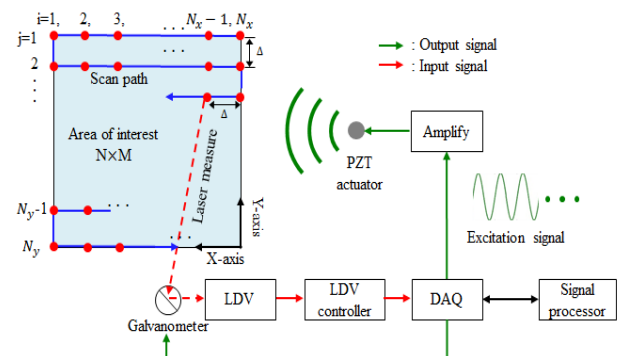 i=1, 2, 3, N_x − 1, N_x
j=1
...
Δ
2
Scan path
⋮
...
Δ
Area of interest
N×M
Laser measure
N_y-1
...
Y-axis
N_y
...
X-axis
: Output signal
: Input signal
Amplify
PZT
actuator
Excitation signal
Galvanometer
LDV
LDV
controller
DAQ
Signal
processor